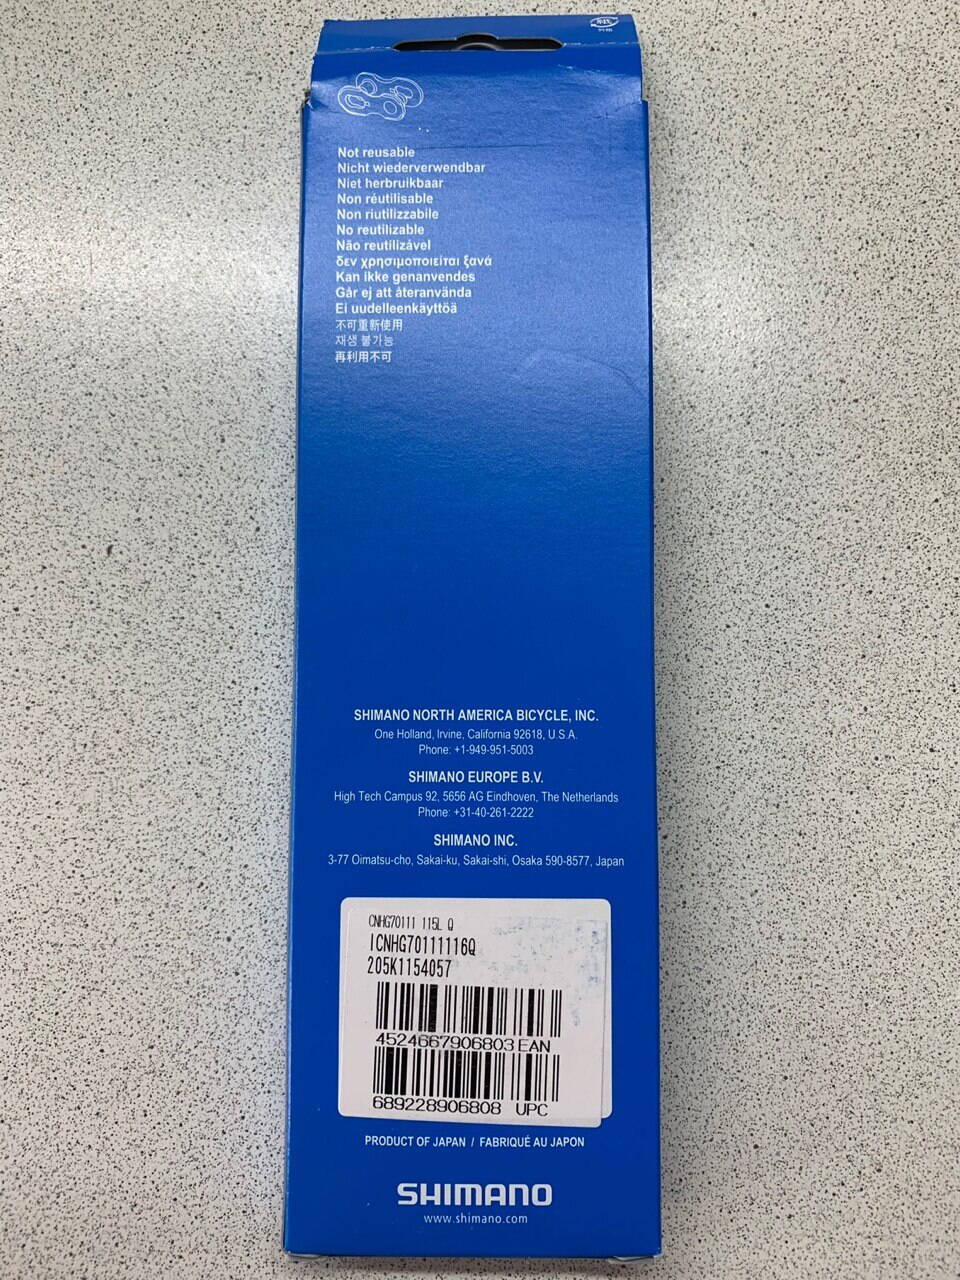 Not reusable
Nicht wiederverwendbar
Niet herbruikbaar
Non réutilisable
Non riutilizzabile
No reutilizable
Não reutilizável
δεν χρησιμοποιείται ξανά
Kan ikke genanvendes
Går ej att återanvända
Ei uudelleenkäyttöä
不可重新使用
재생 불가능
再利用不可
SHIMANO NORTH AMERICA BICYCLE, INC.
One Holland, Irvine, California 92618, U.S.A.
Phone: +1-949-951-5003
SHIMANO EUROPE B.V.
High Tech Campus 92, 5656 AG Eindhoven, The Netherlands
Phone: +31-40-261-2222
SHIMANO INC.
3-77 Oimatsu-cho, Sakai-ku, Sakai-shi, Osaka 590-8577, Japan
CNHG70111 115L Q
ICNHG70111116Q
205K1154057
4524667906803 EAN
689228906808 UPC
PRODUCT OF JAPAN / FABRIQUÉ AU JAPON
SHIMANO
www.shimano.com